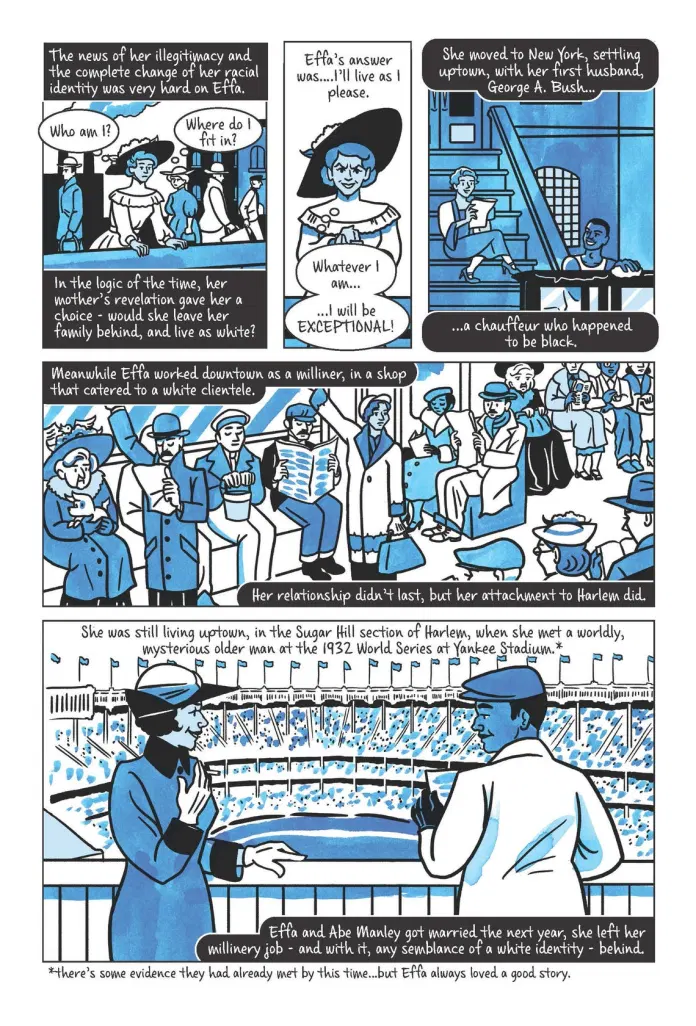 The news of her illegitimacy and
the complete change of her racial
identity was very hard on Effa.
Who am I?
Where do I
fit in?
In the logic of the time, her
mother's revelation gave her a
choice - would she leave her
family behind, and live as white?
Effa's answer
was....I'll live as I
please.
Whatever I
am...
...I will be
EXCEPTIONAL!
She moved to New York, settling
uptown, with her first husband,
George A. Bush...
...a chauffeur who happened
to be black.
Meanwhile Effa worked downtown as a milliner, in a shop
that catered to a white clientele.
Her relationship didn't last, but her attachment to Harlem did.
She was still living uptown, in the Sugar Hill section of Harlem, when she met a worldly,
mysterious older man at the 1932 World Series at Yankee Stadium.*
Effa and Abe Manley got married the next year, she left her
millinery job - and with it, any semblance of a white identity - behind.
*there's some evidence they had already met by this time...but Effa always loved a good story.